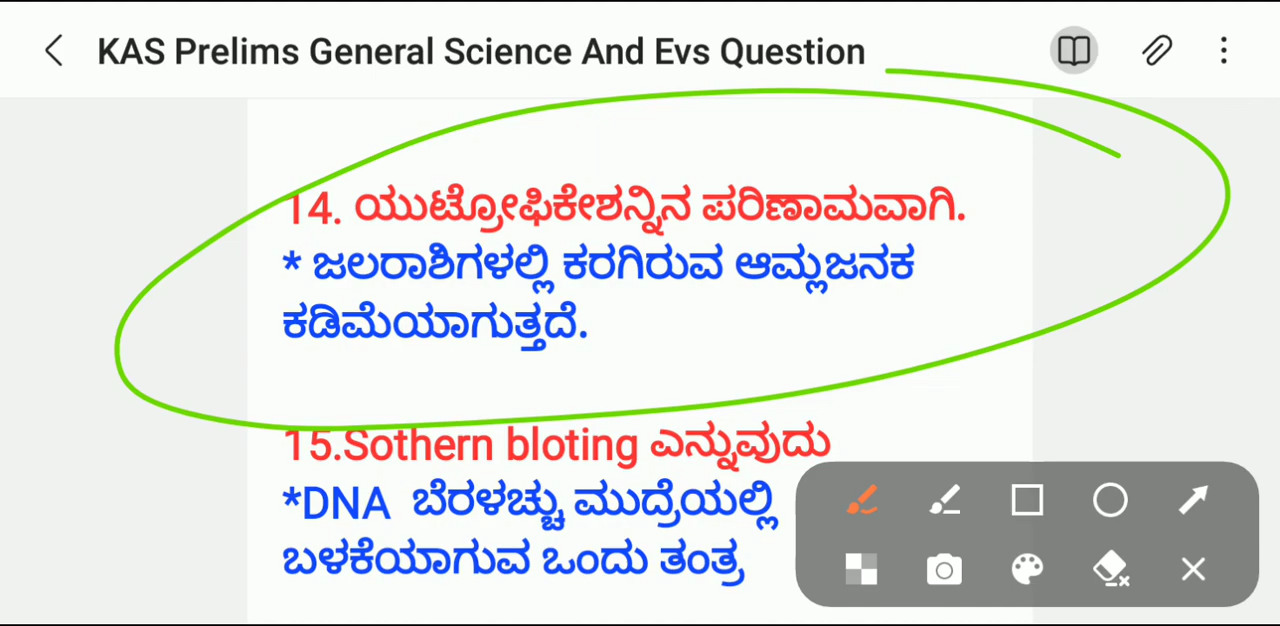 KAS Prelims General Science And Evs Question
14. ಯುಟ್ರೋಫಿಕೇಶನ್ನಿನ ಪರಿಣಾಮವಾಗಿ.
* ಜಲರಾಶಿಗಳಲ್ಲಿ ಕರಗಿರುವ ಆಮ್ಲಜನಕ
ಕಡಿಮೆಯಾಗುತ್ತದೆ.
15.Sothern bloting ಎನ್ನುವುದು
*DNA ಬೆರಳಚ್ಚು ಮುದ್ರೆಯಲ್ಲಿ
ಬಳಕೆಯಾಗುವ ಒಂದು ತಂತ್ರ